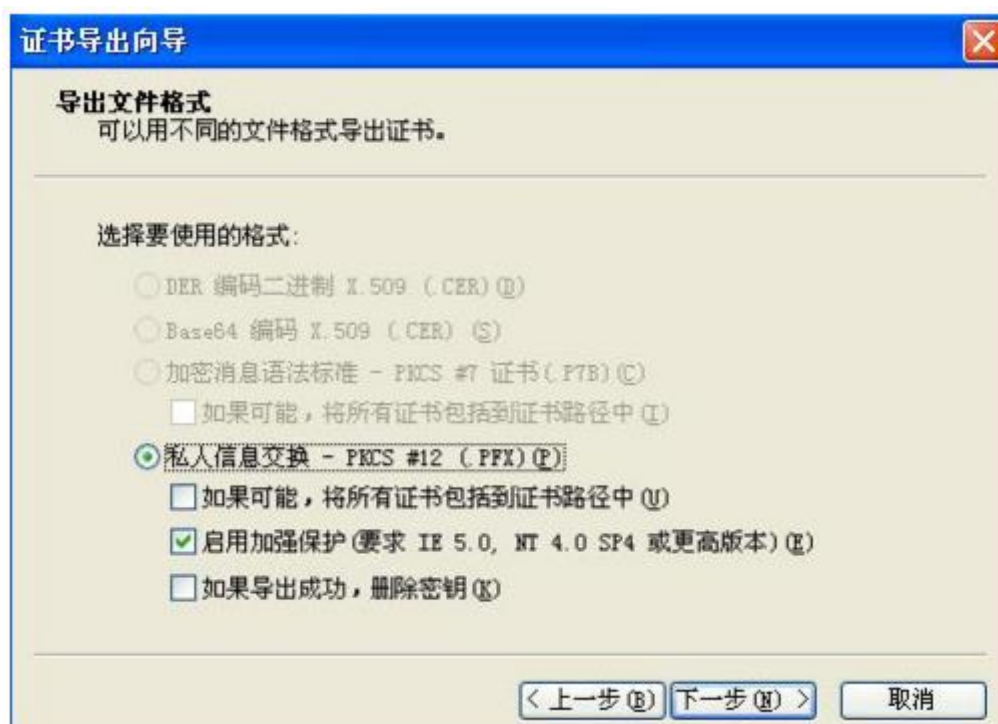 证书导出向导
导出文件格式
可以用不同的文件格式导出证书。
选择要使用的格式:
DER 编码二进制 X.509 (.CER)(D)
Base64 编码 X.509 (.CER) (S)
加密消息语法标准 - PKCS #7 证书(.P7B)(C)
如果可能，将所有证书包括到证书路径中(I)
私人信息交换 - PKCS #12 (.PFX)(P)
如果可能，将所有证书包括到证书路径中(U)
启用加强保护(要求 IE 5.0, NT 4.0 SP4 或更高版本)(E)
如果导出成功，删除密钥(K)
< 上一步(B) 下一步(N) > 取消